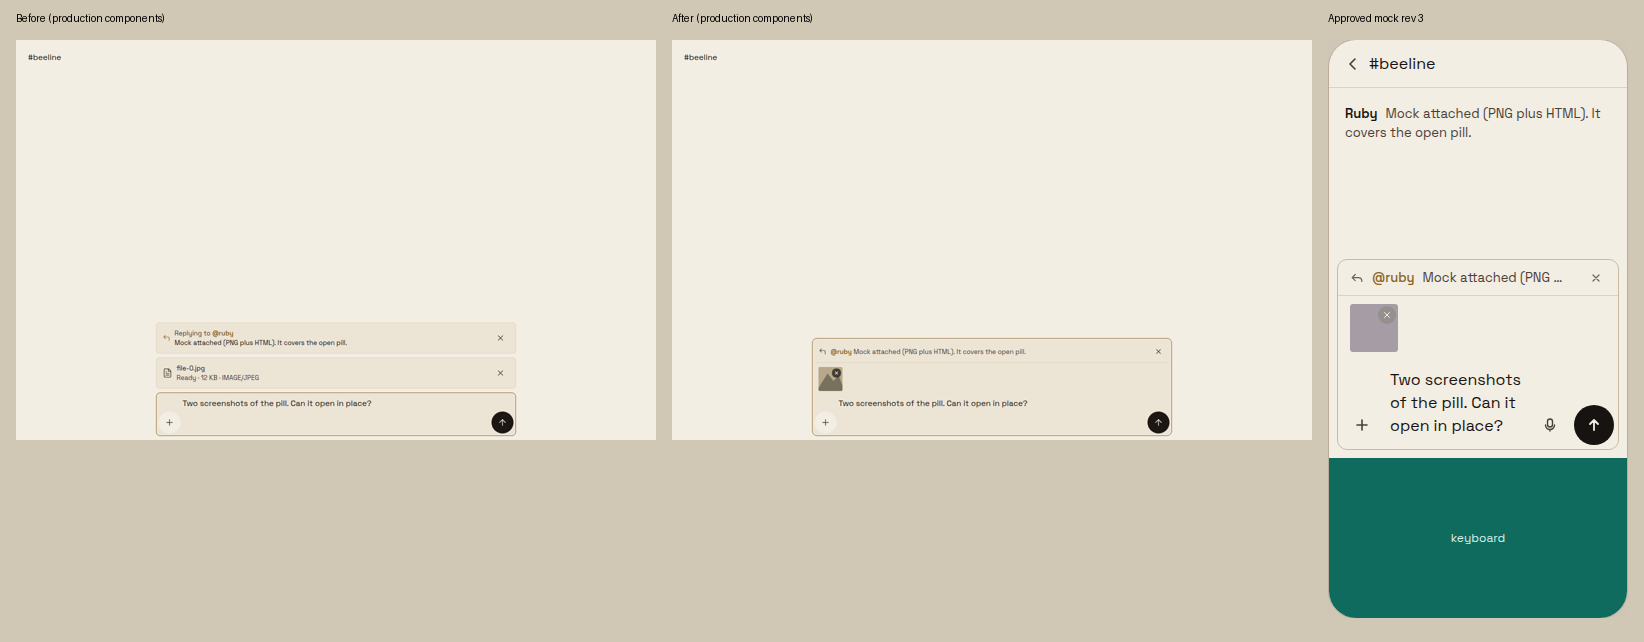 Before (production components)
#beeline
Replying to @ruby
Mock attached (PNG plus HTML). It covers the open pill.
file-0.jpg
Ready · 12 KB · IMAGE/JPEG
Two screenshots of the pill. Can it open in place?
After (production components)
#beeline
@ruby Mock attached (PNG plus HTML). It covers the open pill.
Two screenshots of the pill. Can it open in place?
Approved mock rev 3
#beeline
Ruby Mock attached (PNG plus HTML). It
covers the open pill.
@ruby Mock attached (PNG ...
Two screenshots
of the pill. Can it
open in place?
keyboard